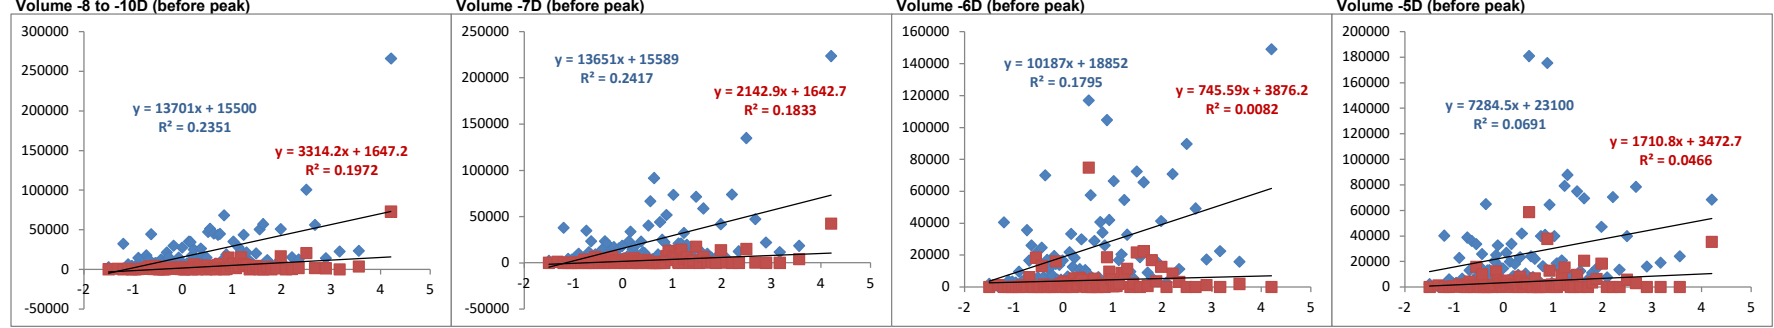 Volume -8 to -10D (before peak)
300000
250000
200000
150000
100000
50000
0
-50000
-2 -1 0 1 2 3 4 5
y = 13701x + 15500
R² = 0.2351
3314.2x + 1647.2
R² = 0.1972
Volume -7D (before peak)
250000
200000
150000
100000
50000
0
-50000
-2 -1 0 1 2 3 4 5
y = 13651x + 15589
R² = 0.2417
y = 2142.9x + 1642.7
R² = 0.1833
Volume -6D (before peak)
160000
140000
120000
100000
80000
60000
40000
20000
0
-2 -1 0 1 2 3 4 5
y = 10187x + 18852
R² = 0.1795
y = 745.59x + 3876.2
R² = 0.0082
Volume -5D (before peak)
200000
180000
160000
140000
120000
100000
80000
60000
40000
20000
0
-2 -1 0 1 2 3 4 5
y = 7284.5x + 23100
R² = 0.0691
y = 1710.8x + 3472.7
R² = 0.0466